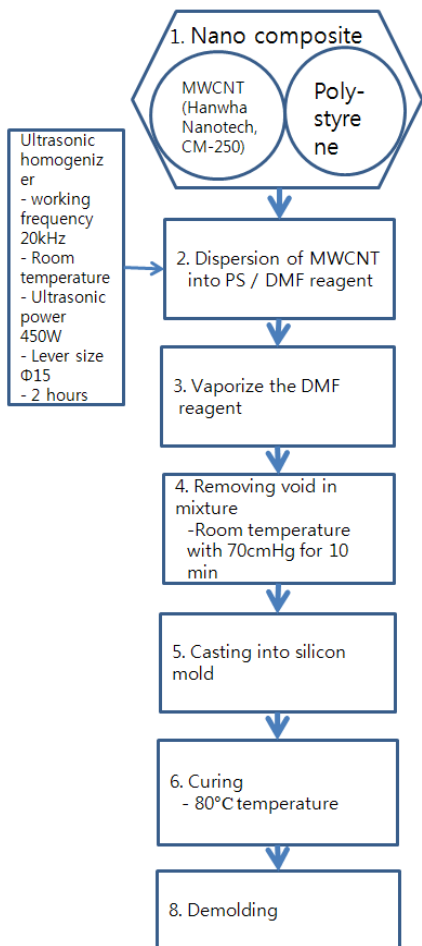 1. Nano composite
MWCNT
(Hanwha
Nanotech,
CM-250)
Poly-
styre
ne
Ultrasonic
homogeniz
er
- working
frequency
20kHz
- Room
temperature
- Ultrasonic
power
450W
- Lever size
Φ15
- 2 hours
2. Dispersion of MWCNT
into PS / DMF reagent
3. Vaporize the DMF
reagent
4. Removing void in
mixture
-Room temperature
with 70cmHg for 10
min
5. Casting into silicon
mold
6. Curing
- 80℃ temperature
8. Demolding